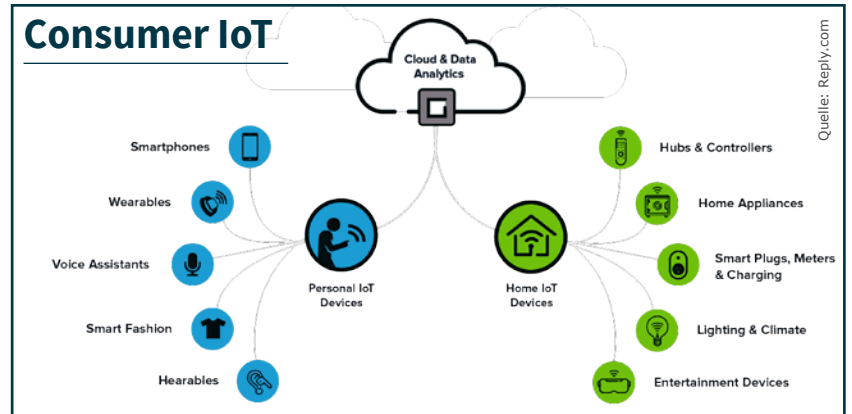 Consumer IoT
Cloud & Data
Analytics
Quelle: Reply.com
Smartphones
Wearables
Voice Assistants
Smart Fashion
Hearables
Personal IoT
Devices
Home IoT
Devices
Hubs & Controllers
Home Appliances
Smart Plugs, Meters
& Charging
Lighting & Climate
Entertainment Devices